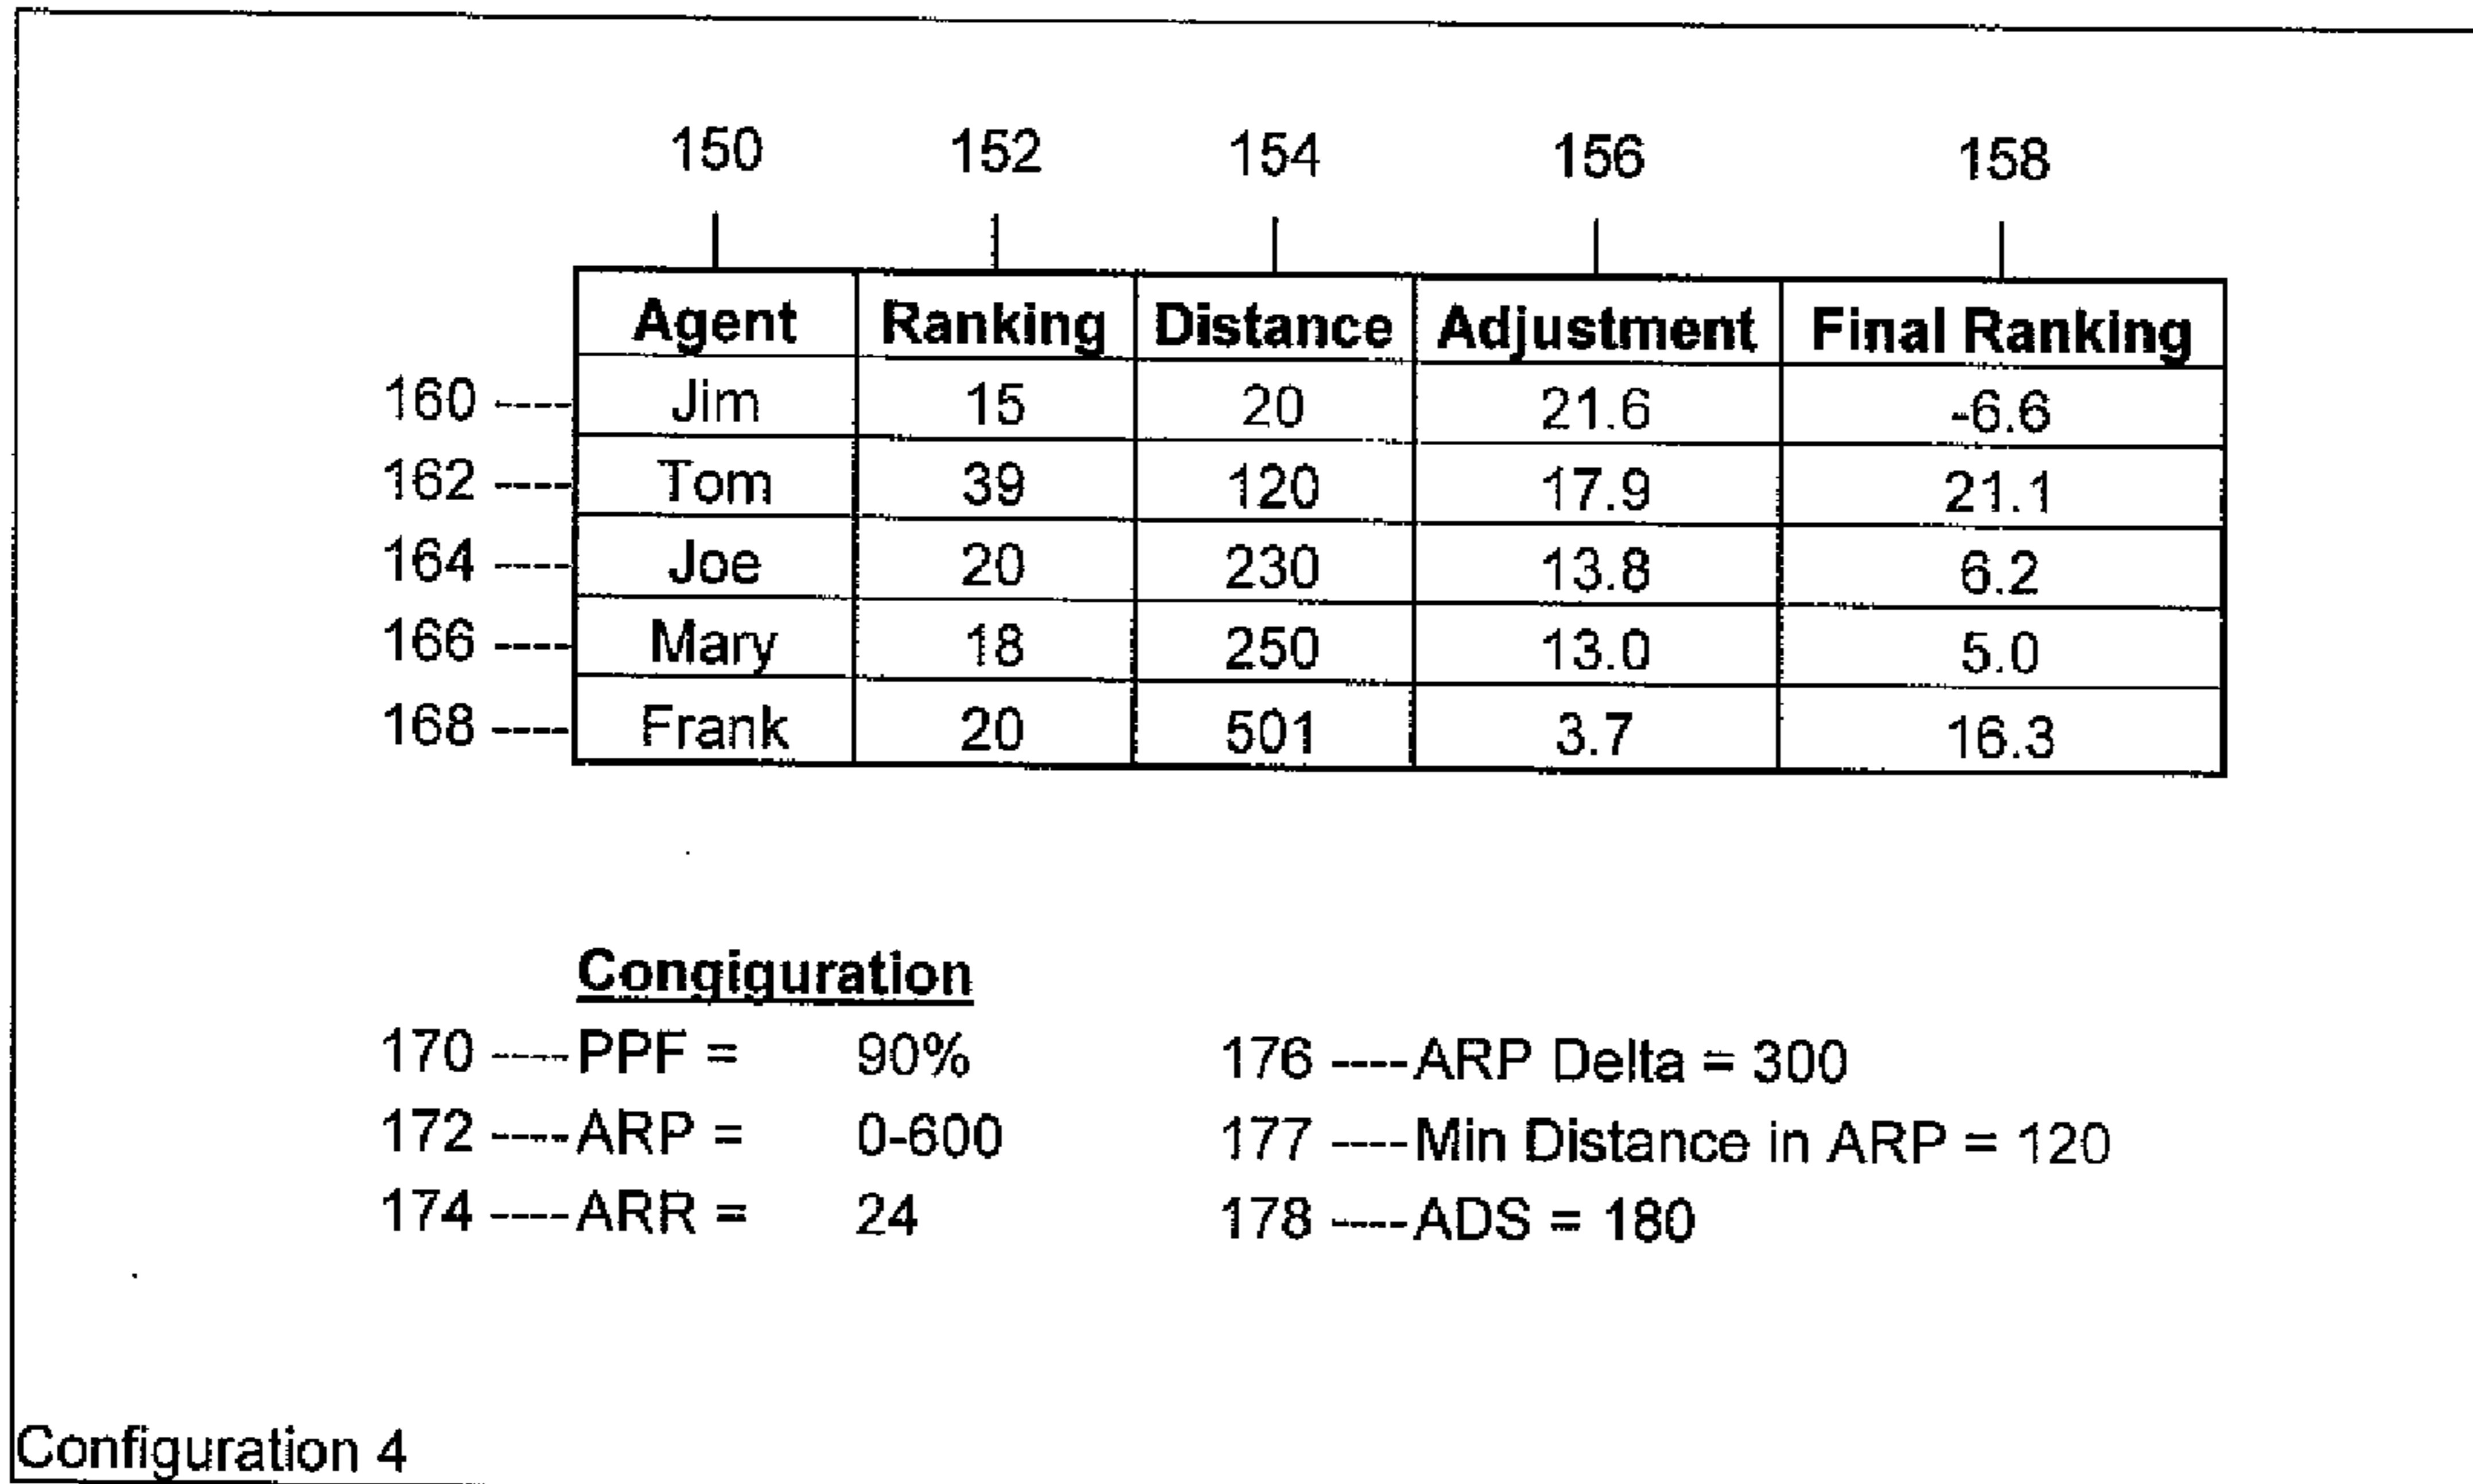 150 152 154 156 158
Agent Ranking Distance Adjustment Final Ranking
160 ---- Jim 15 20 21.6 -6.6
162 ---- Tom 39 120 17.9 21.1
164 ---- Joe 20 230 13.8 6.2
166 ---- Mary 18 250 13.0 5.0
168 ---- Frank 20 501 3.7 16.3
Congiguration
170 ---- PPF = 90% 176 ---- ARP Delta = 300
172 ---- ARP = 0-600 177 ---- Min Distance in ARP = 120
174 ---- ARR = 24 178 ---- ADS = 180
Configuration 4